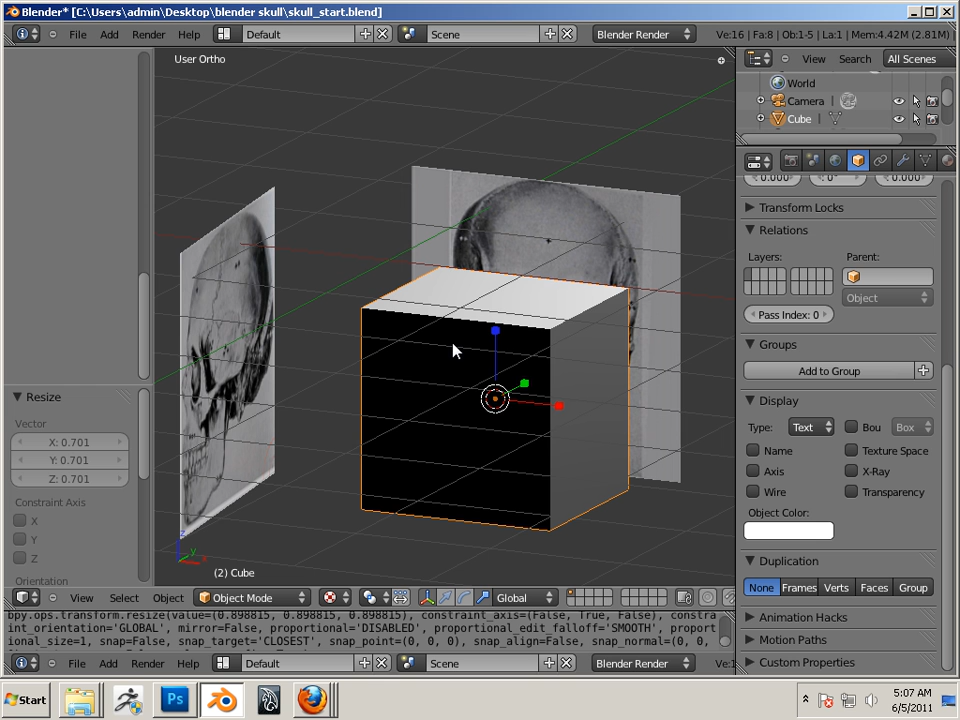 Blender* [C:\Users\admin\Desktop\blender skull\skull_start.blend]
File Add Render Help Default Scene Blender Render Ve:16 | Fa:8 | Ob:1-5 | La:1 | Mem:4.42M (2.81M)
User Ortho
View Search All Scenes
World
Camera
Cube
0.000 0° 0.000
Transform Locks
Relations
Layers: Parent:
Object
Pass Index: 0
Groups
Add to Group
Display
Type: Text Bou Box
Name Texture Space
Axis X-Ray
Wire Transparency
Object Color:
Duplication
None Frames Verts Faces Group
Animation Hacks
Motion Paths
Custom Properties
Resize
Vector
X: 0.701
Y: 0.701
Z: 0.701
Constraint Axis
X
Y
Z
Orientation
z
y
x
(2) Cube
View Select Object Object Mode Global
bpy.ops.transform.resize(value=(0.898815, 0.898815, 0.898815), constraint_axis=(False, True, False), constra
int_orientation='GLOBAL', mirror=False, proportional='DISABLED', proportional_edit_falloff='SMOOTH', proport
ional_size=1, snap=False, snap_target='CLOSEST', snap_point=(0, 0, 0), snap_align=False, snap_normal=(0, 0,
File Add Render Help Default Scene Blender Render Ve:1
Start Ps 5:07 AM
6/5/2011